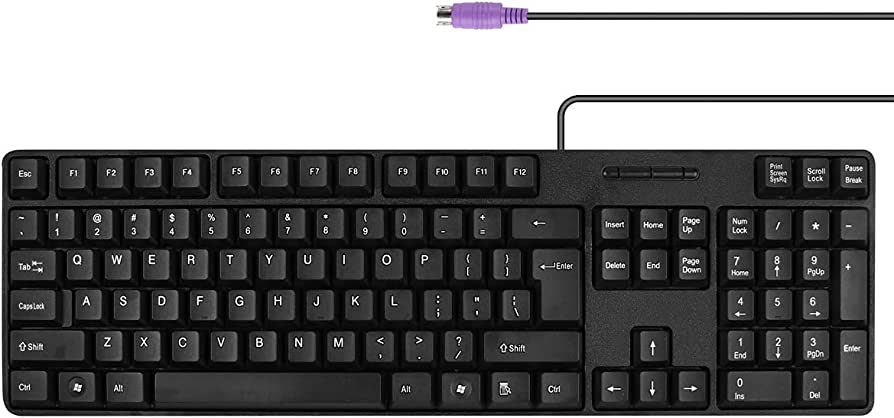 Esc F1 F2 F3 F4 F5 F6 F7 F8 F9 F10 F11 F12
Print Screen SysRq
Scroll Lock
Pause Break
~ ! @ # $ % ^ & * ( ) _ +
` 1 2 3 4 5 6 7 8 9 0 - = ←
Insert Home Page Up
Num Lock / * −
Tab Q W E R T Y U I O P { }
[ ] ↵Enter
Delete End Page Down
7 8 9 +
Home ↑ PgUp
CapsLock A S D F G H J K L : " |
; ' \
4 5 6
← →
⇧Shift Z X C V B N M < > ?
, . / ⇧Shift
↑
1 2 3 Enter
End ↓ PgDn
Ctrl Alt Alt Ctrl
← ↓ →
0 .
Ins Del